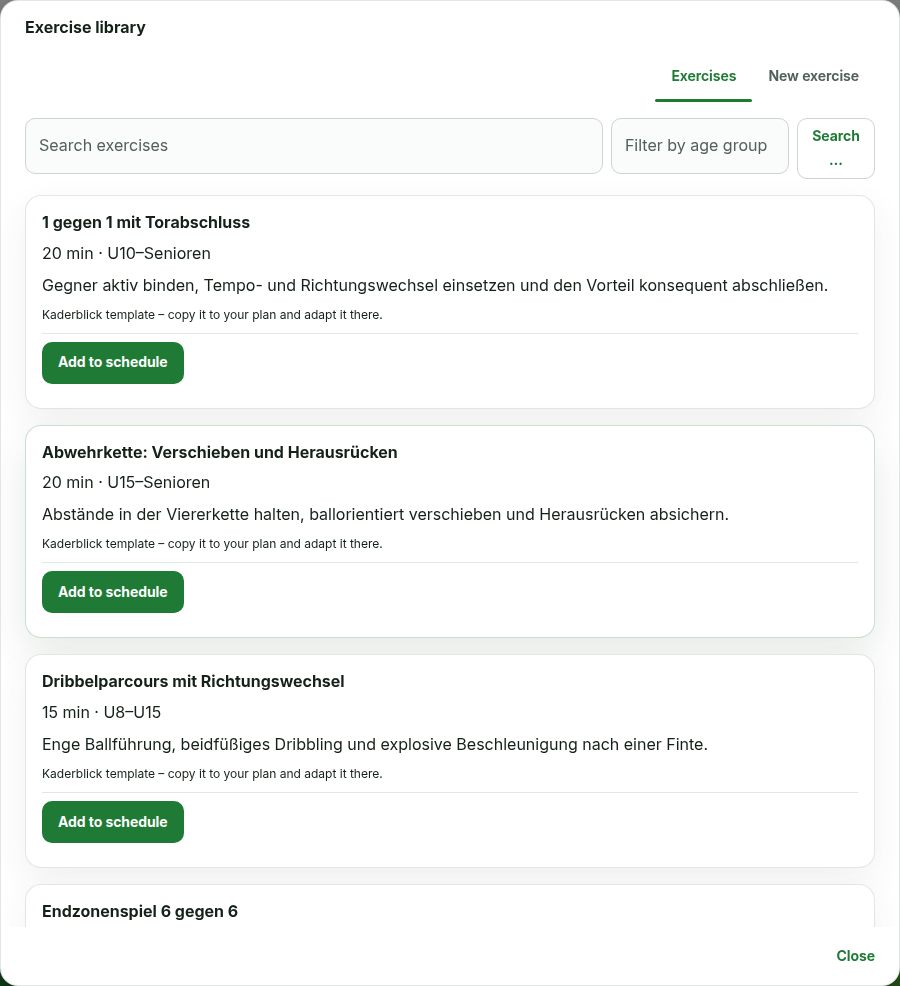 Exercise library
Exercises
New exercise
Search exercises
Filter by age group
Search
...
1 gegen 1 mit Torabschluss
20 min · U10–Senioren
Gegner aktiv binden, Tempo- und Richtungswechsel einsetzen und den Vorteil konsequent abschließen.
Kaderblick template – copy it to your plan and adapt it there.
Add to schedule
Abwehrkette: Verschieben und Herausrücken
20 min · U15–Senioren
Abstände in der Viererkette halten, ballorientiert verschieben und Herausrücken absichern.
Kaderblick template – copy it to your plan and adapt it there.
Add to schedule
Dribbelparcours mit Richtungswechsel
15 min · U8–U15
Enge Ballführung, beidfüßiges Dribbling und explosive Beschleunigung nach einer Finte.
Kaderblick template – copy it to your plan and adapt it there.
Add to schedule
Endzonenspiel 6 gegen 6
Close